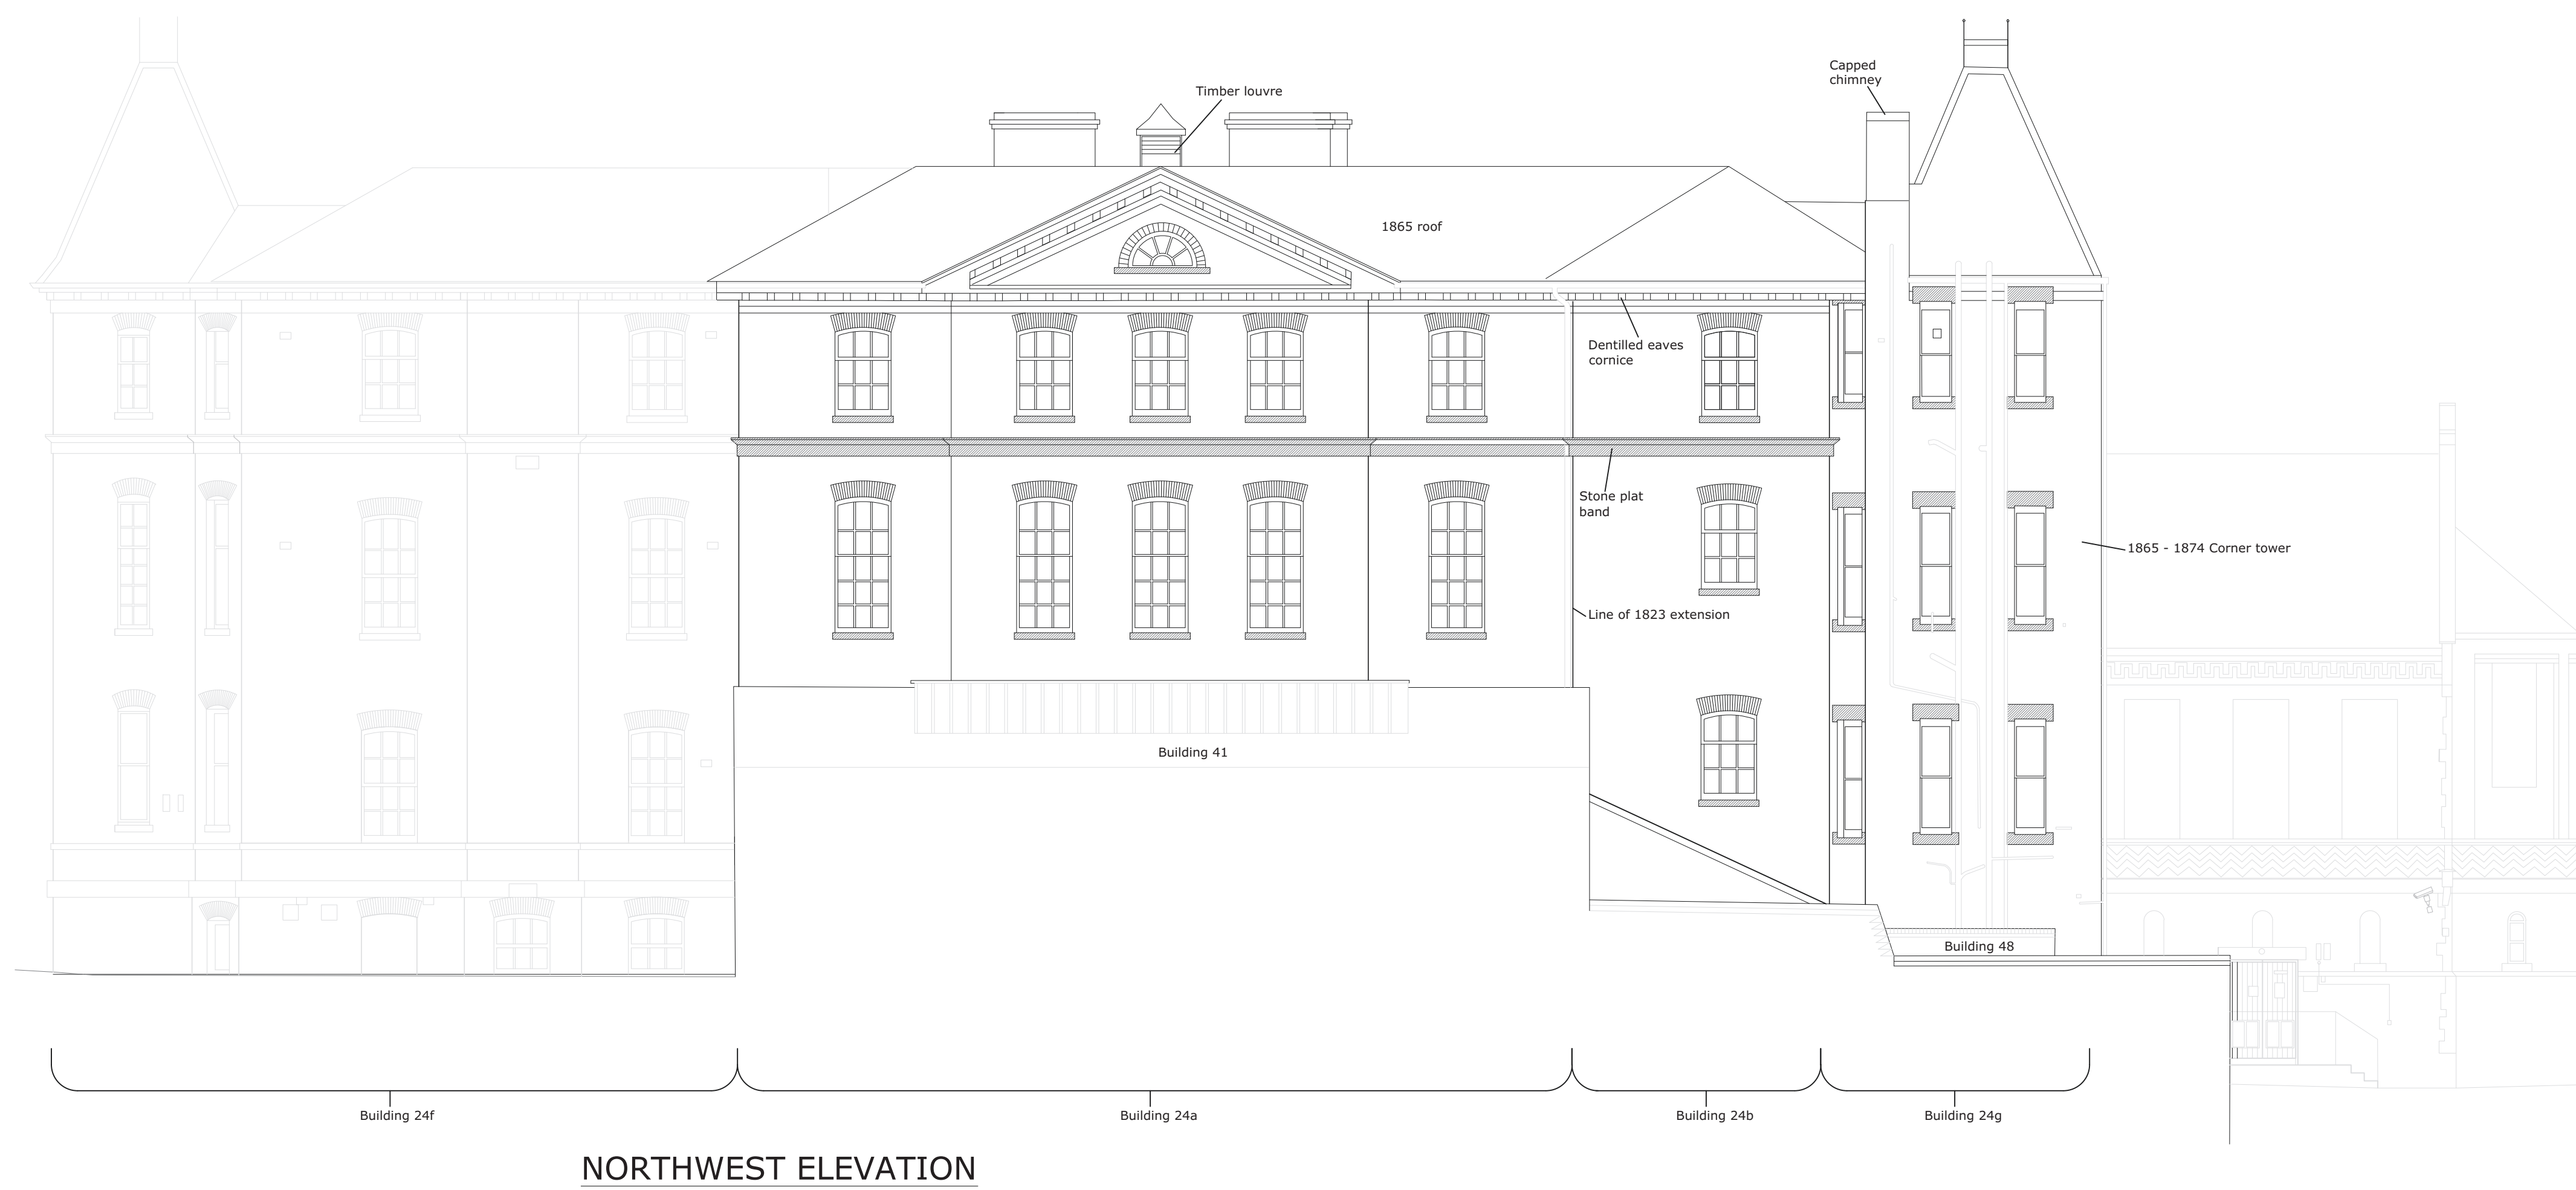 Capped
chimney
Timber louvre
1865 roof
Dentilled eaves
cornice
Stone plat
band
1865 - 1874 Corner tower
Line of 1823 extension
Building 41
Building 48
Building 24f
Building 24a
Building 24b
Building 24g
NORTHWEST ELEVATION